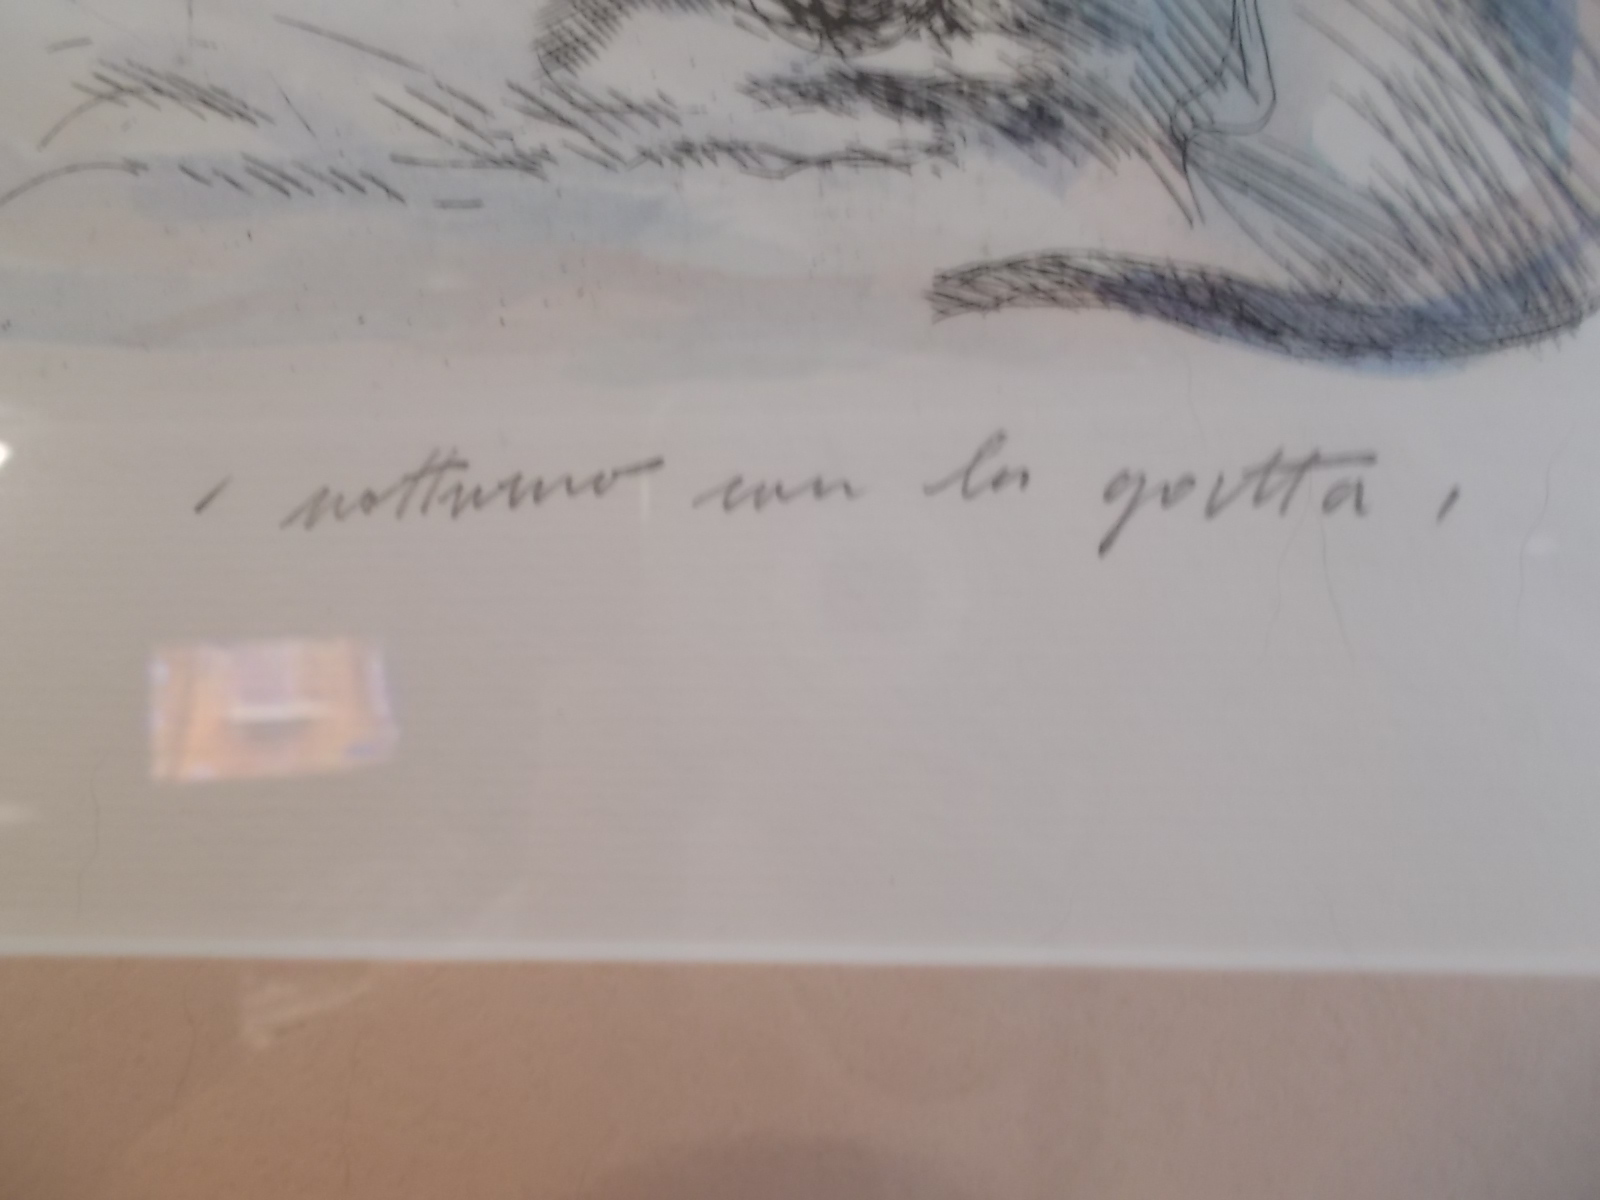 ' notturno con la gatta '